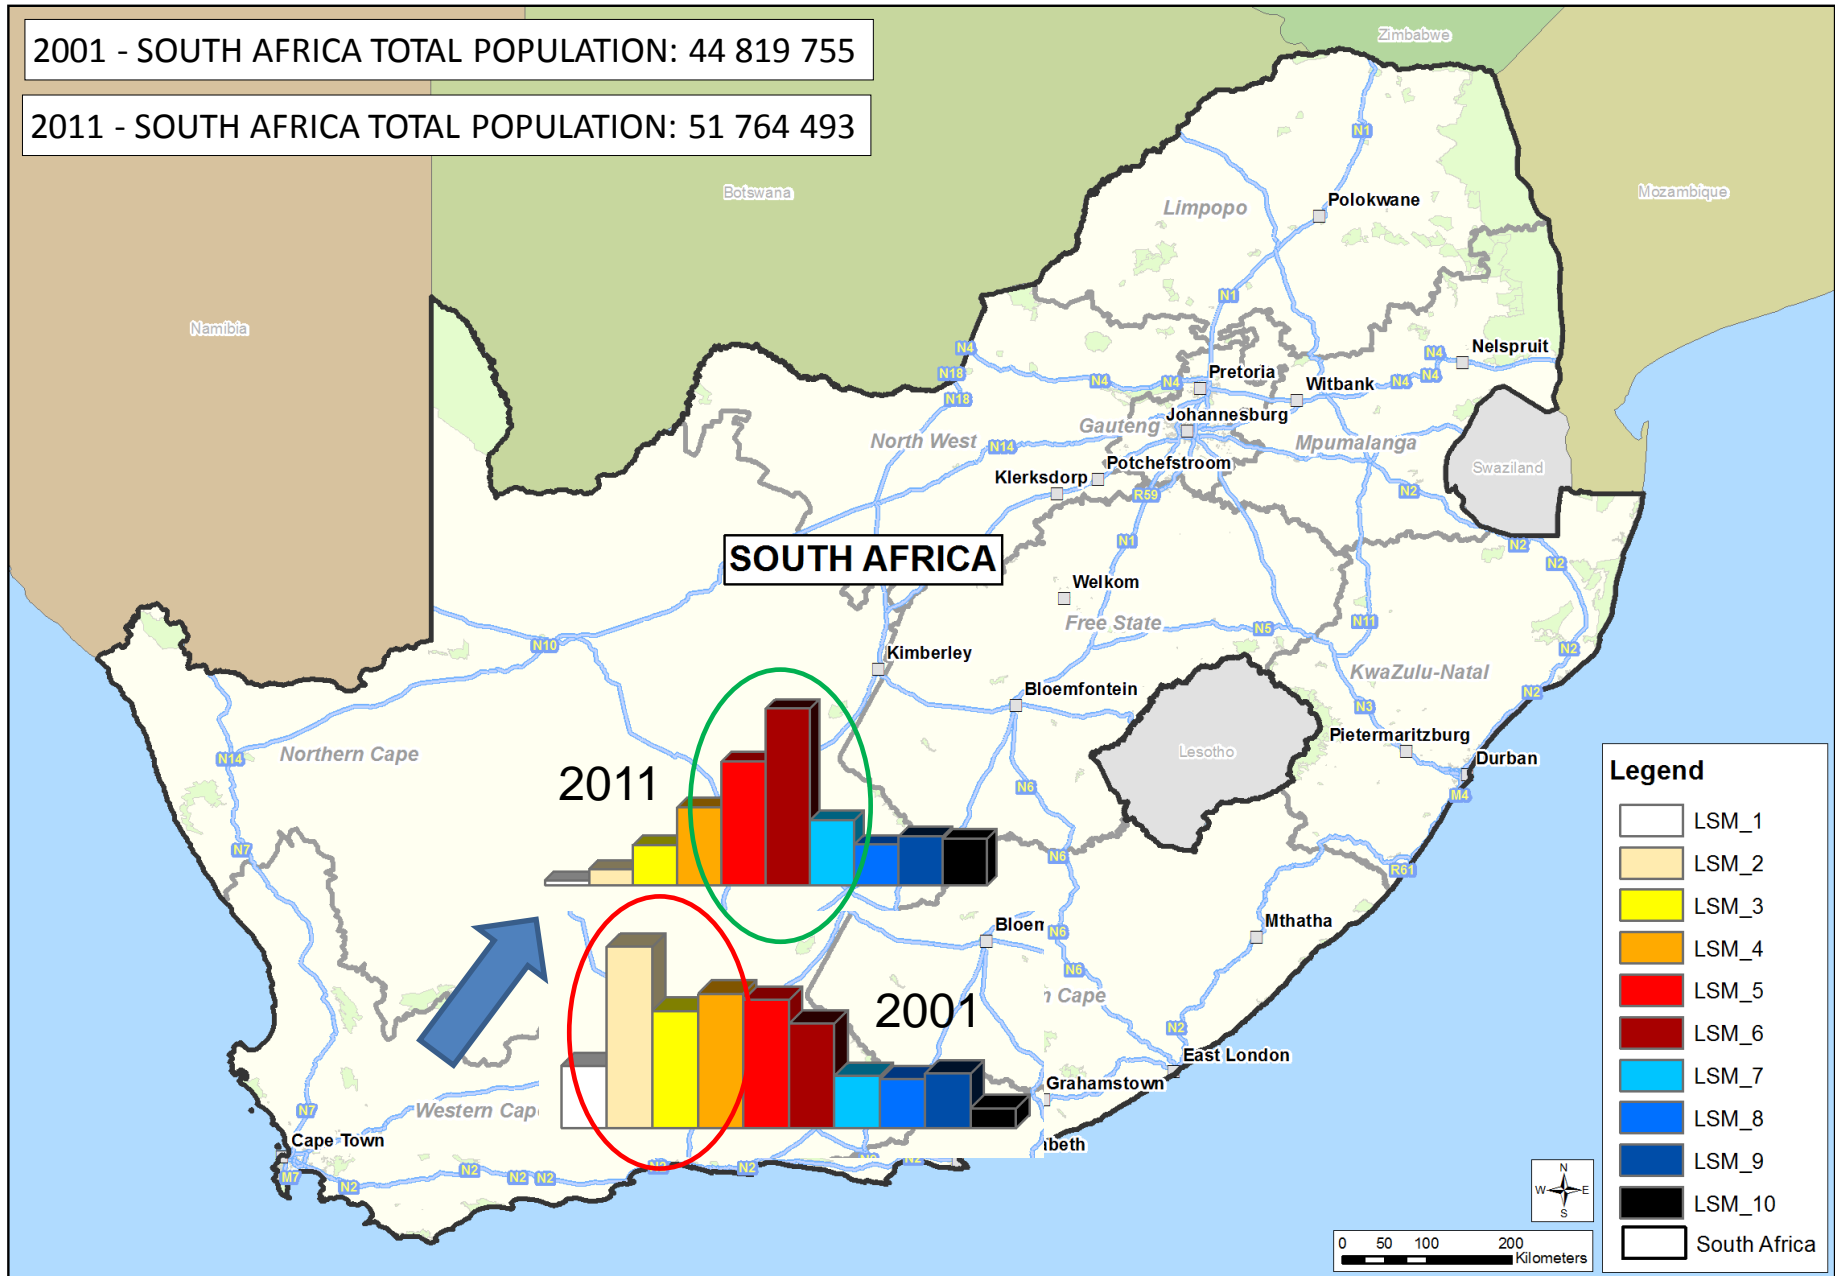 2001 - SOUTH AFRICA TOTAL POPULATION: 44 819 755
2011 - SOUTH AFRICA TOTAL POPULATION: 51 764 493
Zimbabwe
Botswana
Mozambique
Namibia
N1
Polokwane
Limpopo
N1
N4
N18
N18
N4
N4
Pretoria
Witbank
N4
N4
N4
Nelspruit
Johannesburg
Gauteng
Mpumalanga
North West
N14
Potchefstroom
Klerksdorp
R59
N2
Swaziland
SOUTH AFRICA
N1
N2
N2
Welkom
Free State
N5
N11
N10
Kimberley
N2
KwaZulu-Natal
Bloemfontein
N2
N3
Pietermaritzburg
Lesotho
Durban
Northern Cape
N14
2011
N6
M4
N7
N6
R61
Bloem
N6
Mthatha
N6
n Cape
2001
N2
East London
Grahamstown
Western Cap
N7
Cape Town
beth
M7
N2
N2
N2
N2
N2
N2
Legend
LSM_1
LSM_2
LSM_3
LSM_4
LSM_5
LSM_6
LSM_7
LSM_8
LSM_9
LSM_10
South Africa
N
W
E
S
0 50 100 200
Kilometers